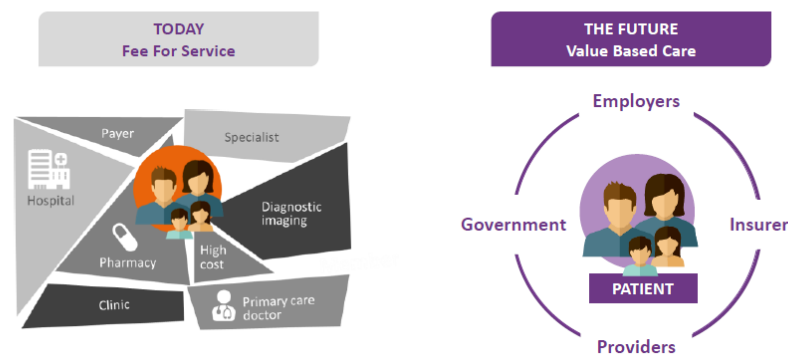 TODAY
Fee For Service
THE FUTURE
Value Based Care
Payer
Specialist
Hospital
Diagnostic
imaging
Pharmacy
High
cost
Clinic
Primary care
doctor
Employers
Government
Insurer
PATIENT
Providers